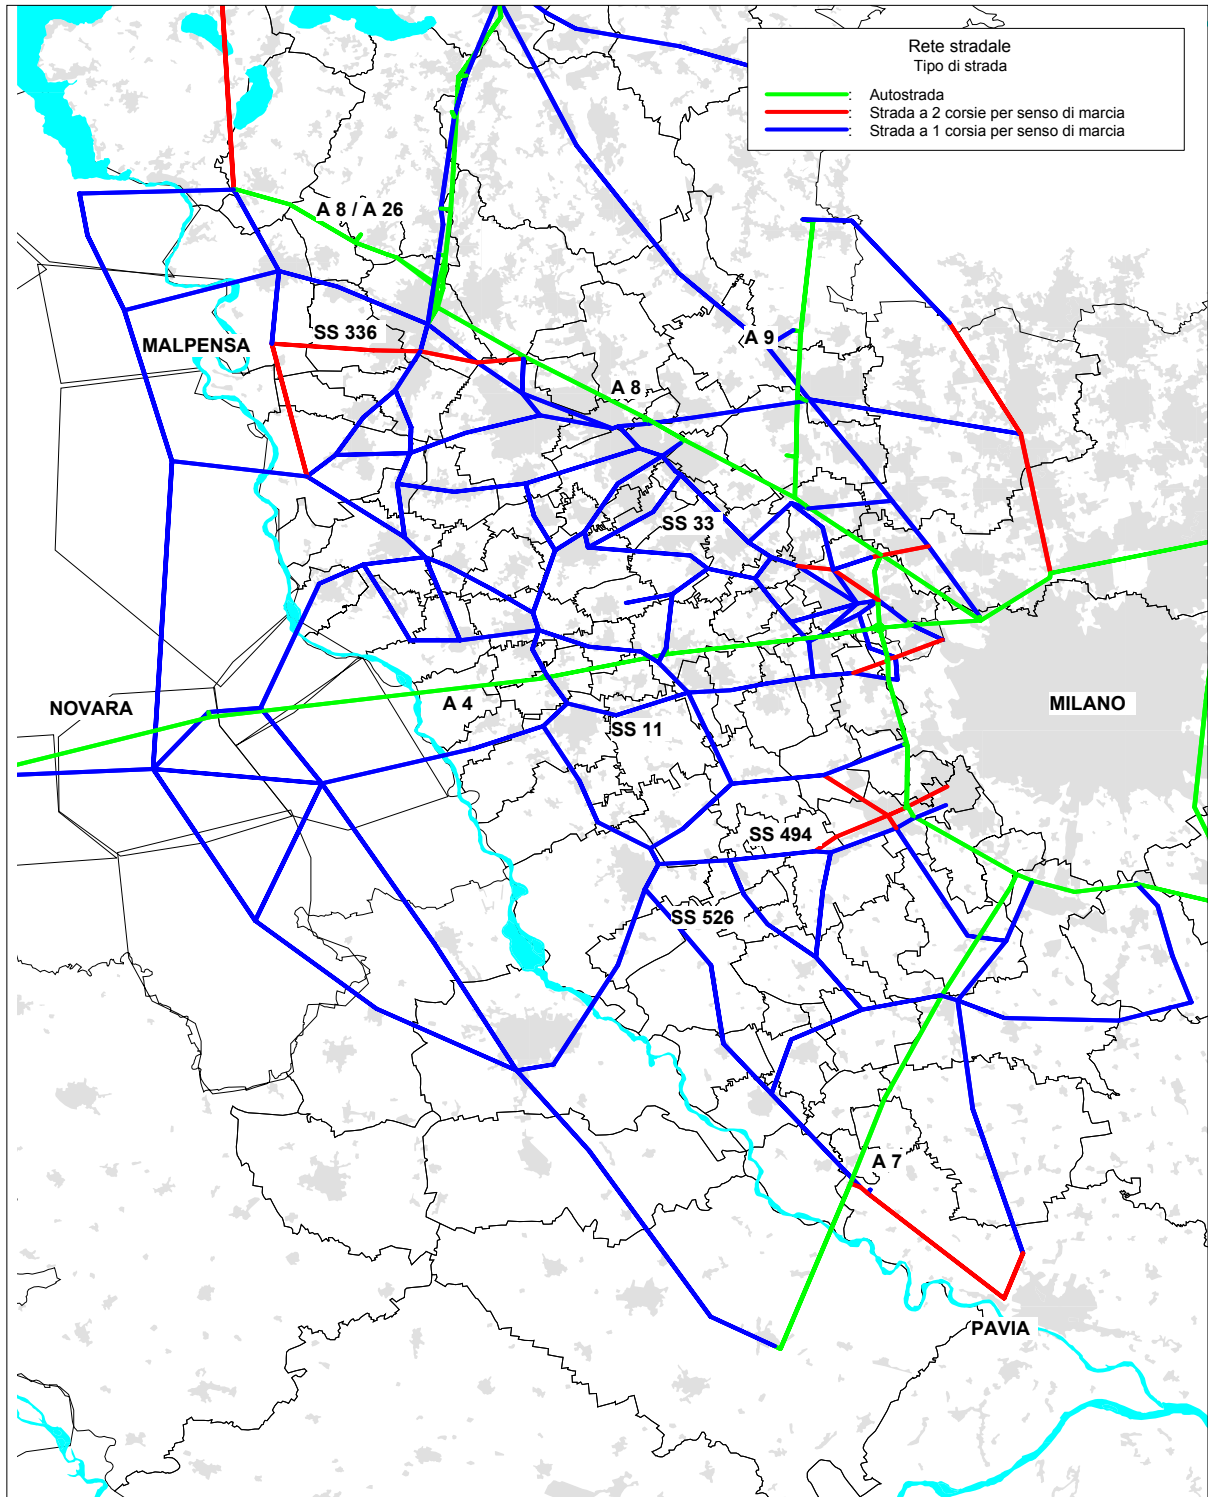 Rete stradale
Tipo di strada
: Autostrada
: Strada a 2 corsie per senso di marcia
: Strada a 1 corsia per senso di marcia
A 8 / A 26
SS 336
MALPENSA
A 9
A 8
SS 33
NOVARA
A 4
SS 11
MILANO
SS 494
SS 526
A 7
PAVIA